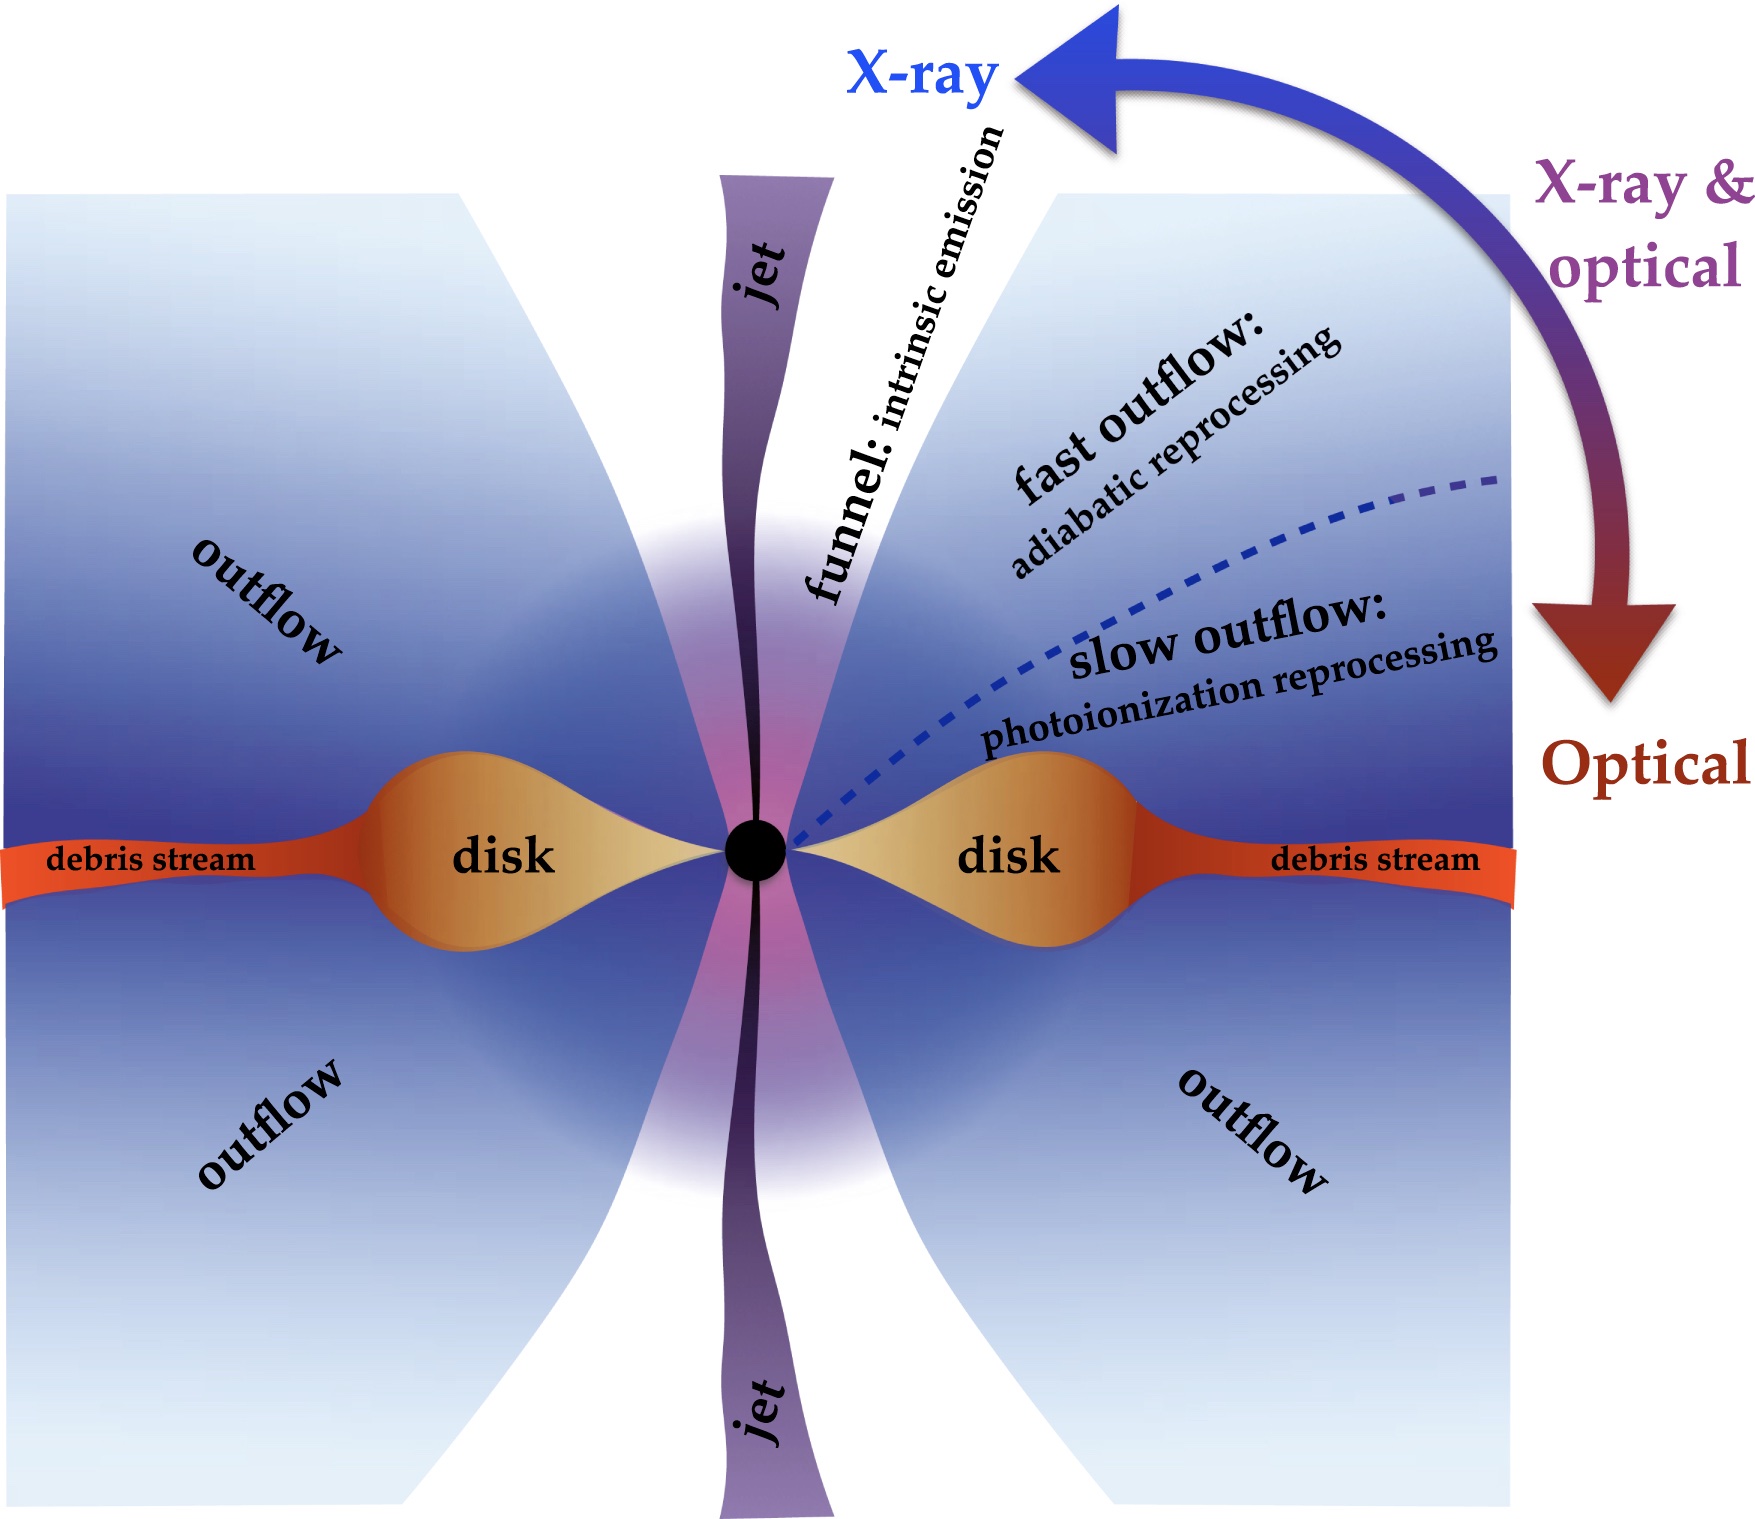 X-ray
X-ray &
optical
jet
funnel: intrinsic emission
fast outflow:
adiabatic reprocessing
outflow
slow outflow:
photoionization reprocessing
Optical
debris stream
disk
disk
debris stream
outflow
outflow
jet